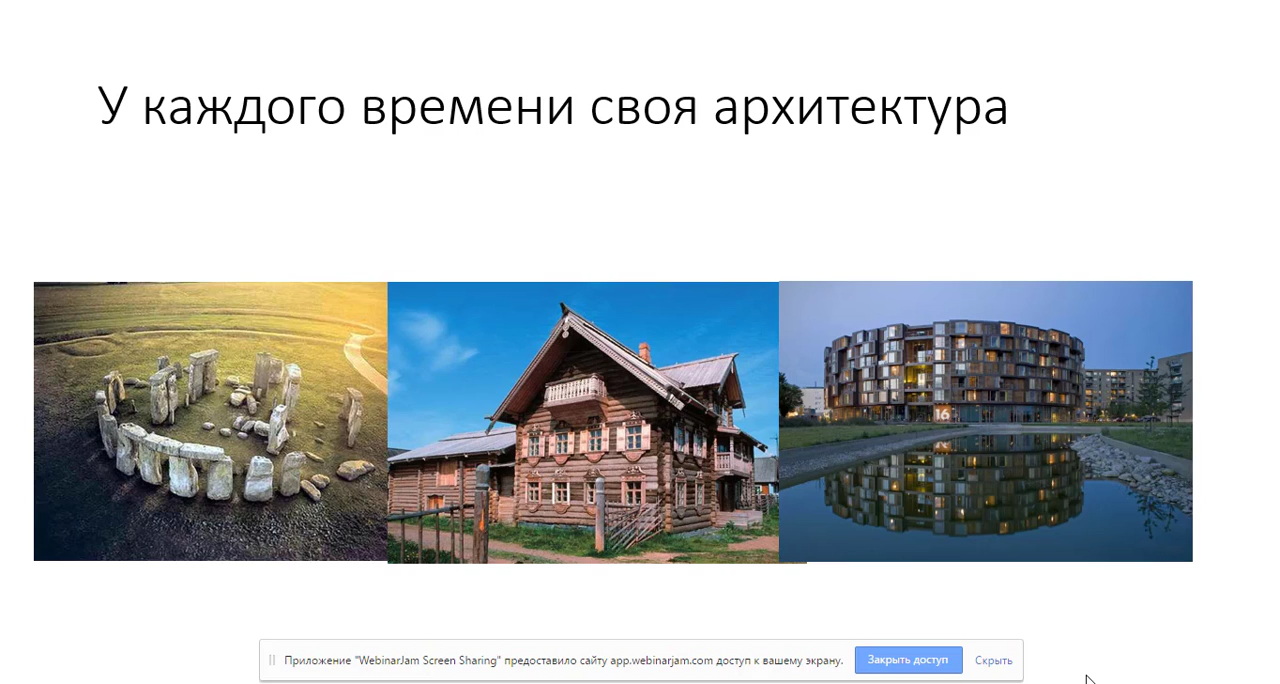 У каждого времени своя архитектура
16
Приложение "WebinarJam Screen Sharing" предоставило сайту app.webinarjam.com доступ к вашему экрану.
Закрыть доступ
Скрыть